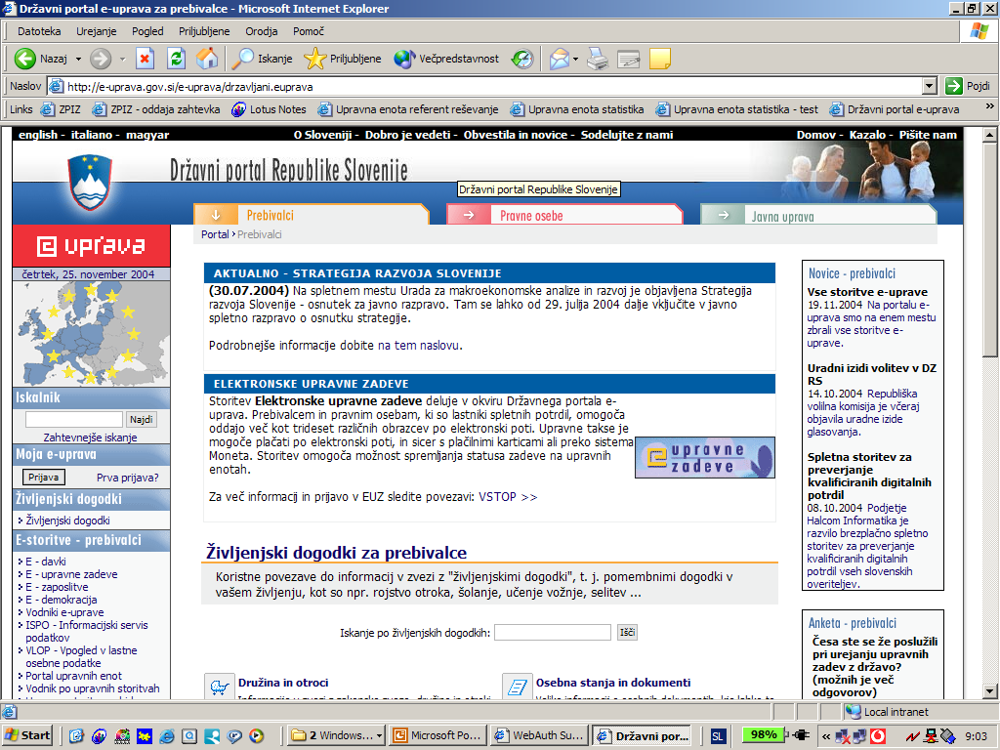 Državni portal e-uprava za prebivalce - Microsoft Internet Explorer
Datoteka Urejanje Pogled Priljubljene Orodja Pomoč
Nazaj Iskanje Priljubljene Večpredstavnost
Naslov http://e-uprava.gov.si/e-uprava/drzavljani.euprava Pojdi
Links ZPIZ ZPIZ - oddaja zahtevka Lotus Notes Upravna enota referent reševanje Upravna enota statistika Upravna enota statistika - test Državni portal e-uprava »
english - italiano - magyar O Sloveniji - Dobro je vedeti - Obvestila in novice - Sodelujte z nami Domov - Kazalo - Pišite nam
Državni portal Republike Slovenije
Državni portal Republike Slovenije
Prebivalci Pravne osebe Javna uprava
Portal › Prebivalci
e uprava
četrtek, 25. november 2004
Iskalnik
Najdi
Zahtevnejše iskanje
Moja e-uprava
Prijava Prva prijava?
Življenjski dogodki
Življenjski dogodki
E-storitve - prebivalci
E - davki
E - upravne zadeve
E - zaposlitve
E - demokracija
Vodniki e-uprave
ISPO - Informacijski servis
podatkov
VLOP - Vpogled v lastne
osebne podatke
Portal upravnih enot
Vodnik po upravnih storitvah
AKTUALNO - STRATEGIJA RAZVOJA SLOVENIJE
(30.07.2004) Na spletnem mestu Urada za makroekonomske analize in razvoj je objavljena Strategija
razvoja Slovenije - osnutek za javno razpravo. Tam se lahko od 29. julija 2004 dalje vključite v javno
spletno razpravo o osnutku strategije.
Podrobnejše informacije dobite na tem naslovu.
ELEKTRONSKE UPRAVNE ZADEVE
Storitev Elektronske upravne zadeve deluje v okviru Državnega portala e-
uprava. Prebivalcem in pravnim osebam, ki so lastniki spletnih potrdil, omogoča
oddajo več kot trideset različnih obrazcev po elektronski poti. Upravne takse je
mogoče plačati po elektronski poti, in sicer s plačilnimi karticami ali preko sistema
Moneta. Storitev omogoča možnost spremljanja statusa zadeve na upravnih
enotah.
upravne
zadeve
Za več informacij in prijavo v EUZ sledite povezavi: VSTOP >>
Življenjski dogodki za prebivalce
Koristne povezave do informacij v zvezi z "življenjskimi dogodki", t. j. pomembnimi dogodki v
vašem življenju, kot so npr. rojstvo otroka, šolanje, učenje vožnje, selitev ...
Iskanje po življenjskih dogodkih: Išči
Družina in otroci Osebna stanja in dokumenti
Novice - prebivalci
Vse storitve e-uprave
19.11.2004 Na portalu e-
uprava smo na enem mestu
zbrali vse storitve e-
uprave.
Uradni izidi volitev v DZ
RS
14.10.2004 Republiška
volilna komisija je včeraj
objavila uradne izide
glasovanja.
Spletna storitev za
preverjanje
kvalificiranih digitalnih
potrdil
08.10.2004 Podjetje
Halcom Informatika je
razvilo brezplačno spletno
storitev za preverjanje
kvalificiranih digitalnih
potrdil vseh slovenskih
overiteljev.
Anketa - prebivalci
Česa ste se že poslužili
pri urejanju upravnih
zadev z državo?
(možnih je več
odgovorov)
Local intranet
Start 2 Windows... Microsoft Po... WebAuth Su... Državni por... SL 98% « 9:03